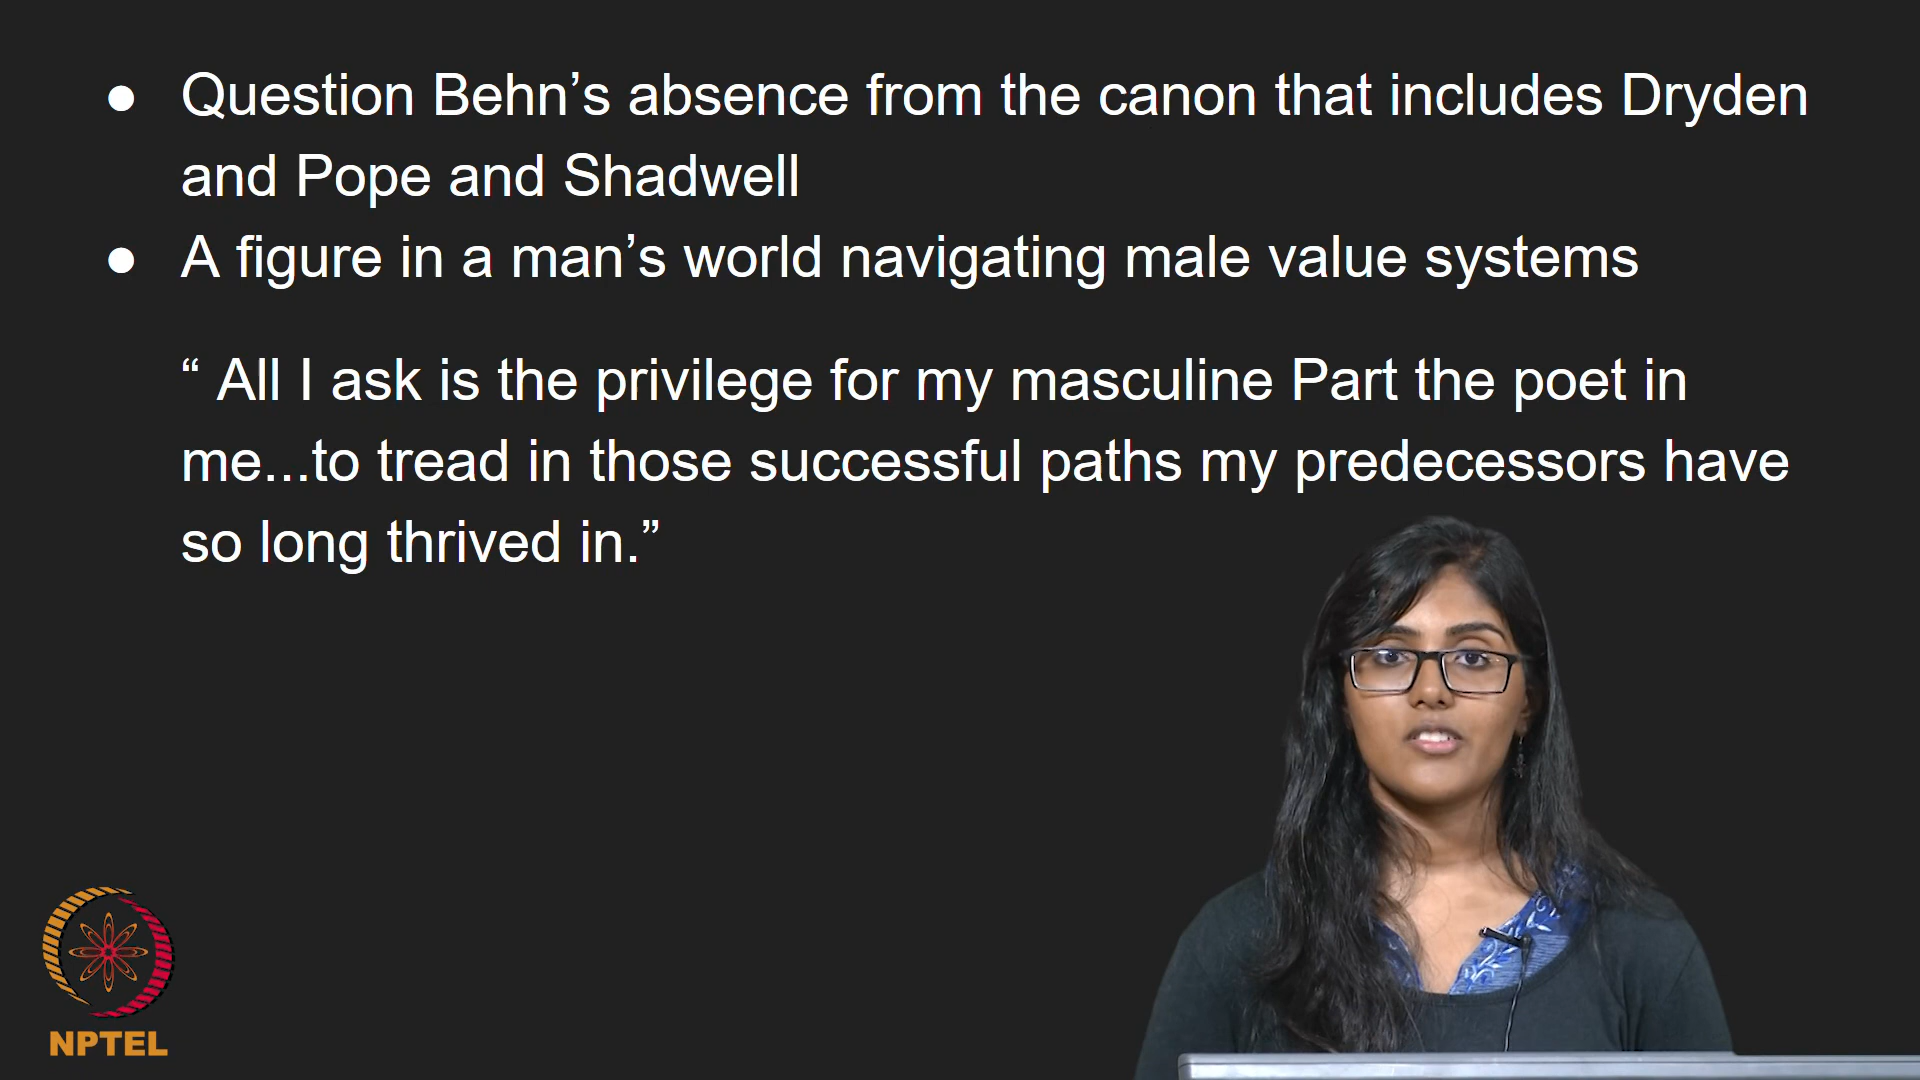 ● Question Behn’s absence from the canon that includes Dryden
and Pope and Shadwell
● A figure in a man’s world navigating male value systems
“ All I ask is the privilege for my masculine Part the poet in
me...to tread in those successful paths my predecessors have
so long thrived in.”
NPTEL